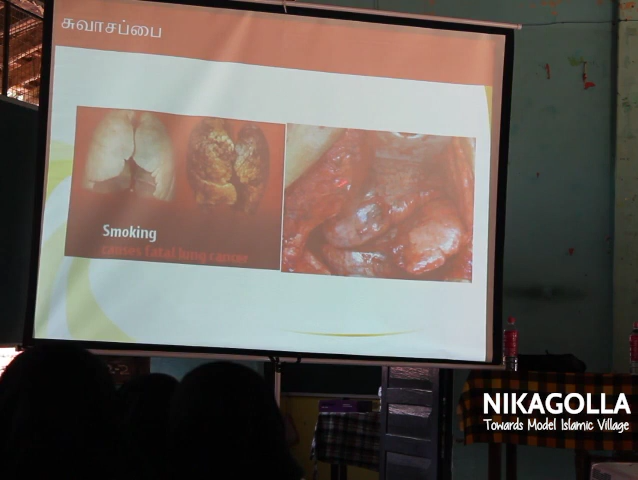 சுவாசப்பை
Smoking
causes fatal lung cancer
NIKAGOLLA
Towards Model Islamic Village